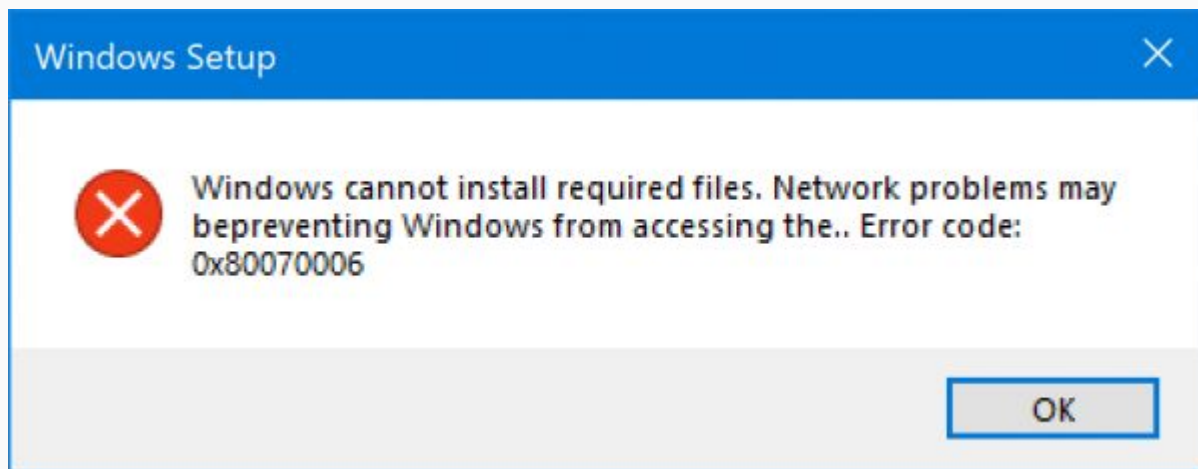 Windows Setup
Windows cannot install required files. Network problems may
bepreventing Windows from accessing the.. Error code:
0x80070006
OK